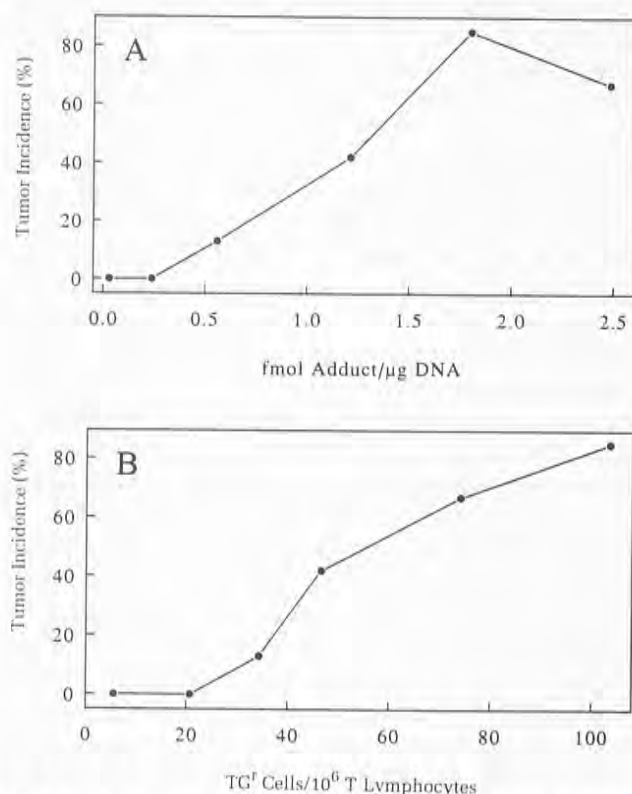 A
Tumor Incidence (%)
80
60
40
20
0
0.0 0.5 1.0 1.5 2.0 2.5
fmol Adduct/µg DNA
B
Tumor Incidence (%)
80
60
40
20
0
0 20 40 60 80 100
TGʳ Cells/10⁶ T Lymphocytes